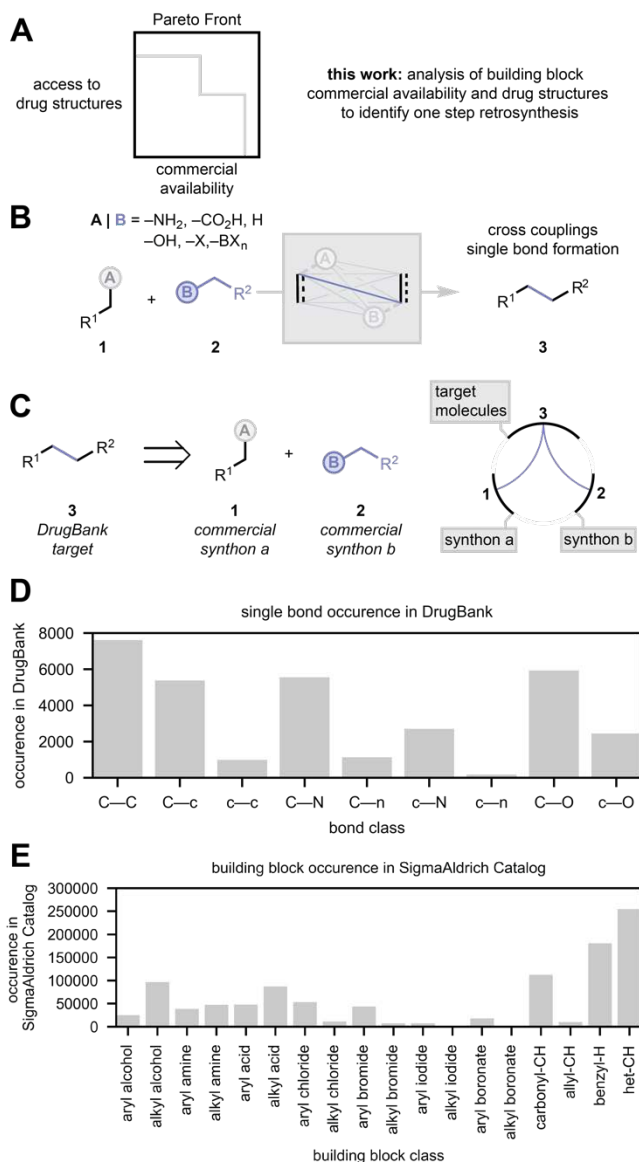 A
Pareto Front
access to
drug structures
commercial
availability
this work: analysis of building block
commercial availability and drug structures
to identify one step retrosynthesis
B
A | B = –NH₂, –CO₂H, H
–OH, –X, –BXₙ
A
R¹
1
+
B
R²
2
A
B
cross couplings
single bond formation
R¹
R²
3
C
R¹
R²
3
DrugBank
target
A
R¹
1
commercial
synthon a
+
B
R²
2
commercial
synthon b
target
molecules
3
1
2
synthon a
synthon b
D
single bond occurence in DrugBank
occurence in DrugBank
8000
6000
4000
2000
0
C—C
C—c
c—c
C—N
C—n
c—N
c—n
C—O
c—O
bond class
E
building block occurence in SigmaAldrich Catalog
occurence in
SigmaAldrich Catalog
300000
250000
200000
150000
100000
50000
0
aryl alcohol
alkyl alcohol
aryl amine
alkyl amine
aryl acid
alkyl acid
aryl chloride
alkyl chloride
aryl bromide
alkyl bromide
aryl iodide
alkyl iodide
aryl boronate
alkyl boronate
carbonyl-CH
allyl-CH
benzyl-H
het-CH
building block class